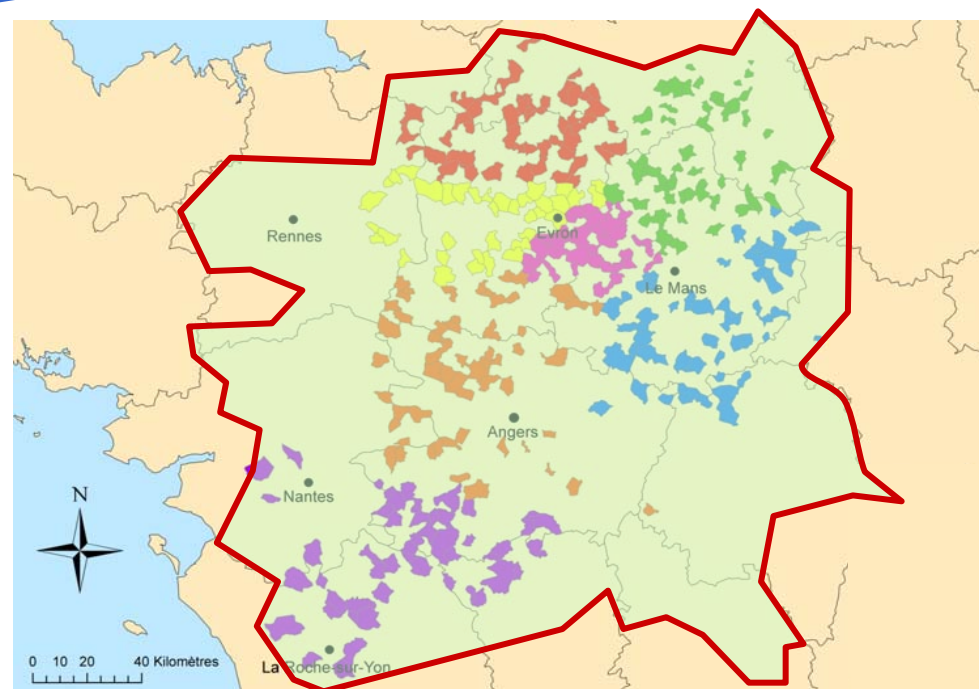 Rennes
Evron
Le Mans
Angers
Nantes
N
La Roche-sur-Yon
0 10 20 40 Kilomètres